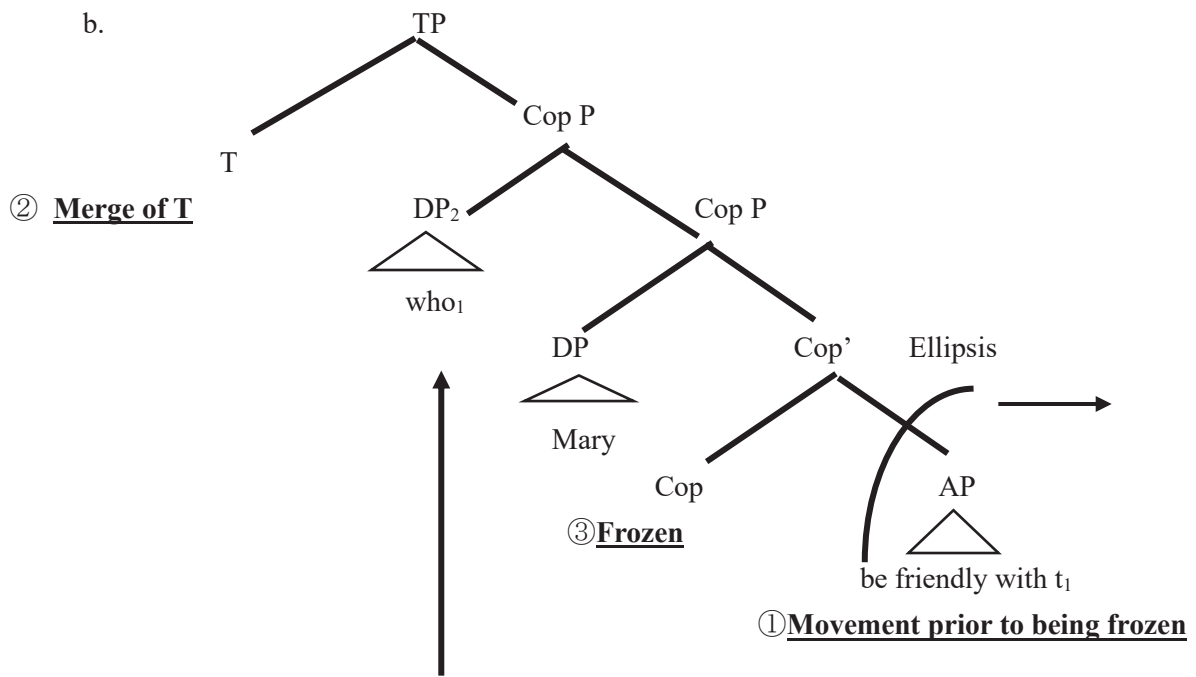 b.
TP
Cop P
T
② Merge of T
DP₂
Cop P
who₁
DP
Cop’
Ellipsis
Mary
Cop
AP
③Frozen
be friendly with t₁
①Movement prior to being frozen